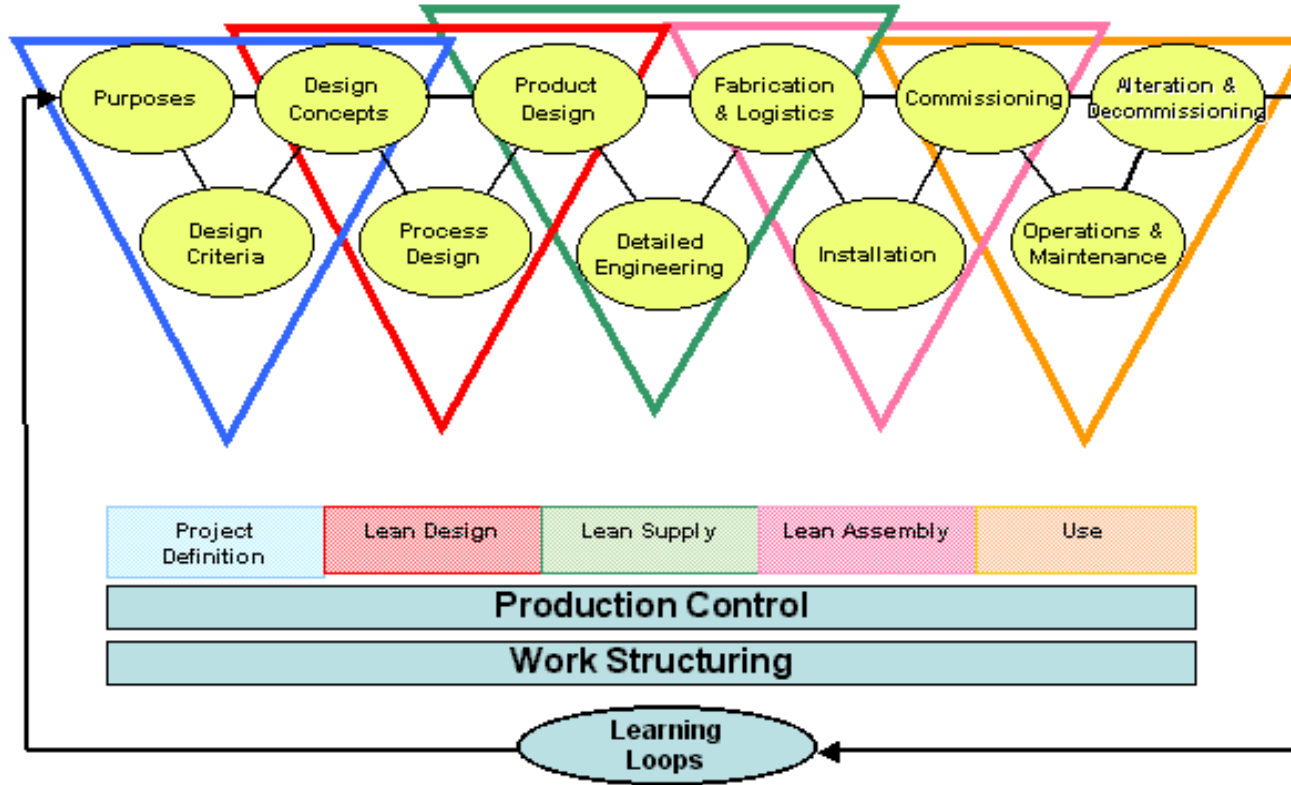 Purposes
Design
Concepts
Product
Design
Fabrication
& Logistics
Commissioning
Alteration &
Decommissioning
Design
Criteria
Process
Design
Detailed
Engineering
Installation
Operations &
Maintenance
Project
Definition
Lean Design
Lean Supply
Lean Assembly
Use
Production Control
Work Structuring
Learning
Loops